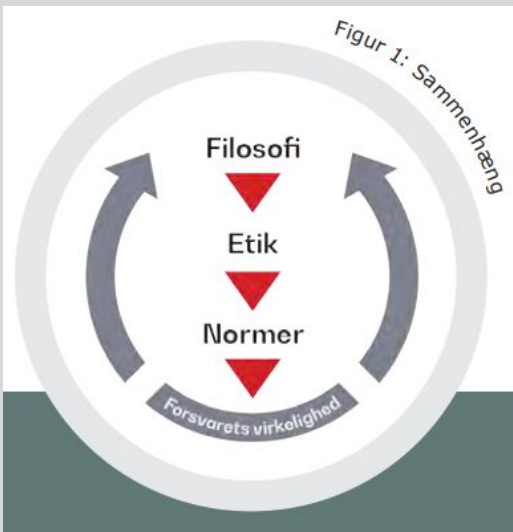 Figur 1: Sammenhæng
Filosofi
Etik
Normer
Forsvarets virkelighed